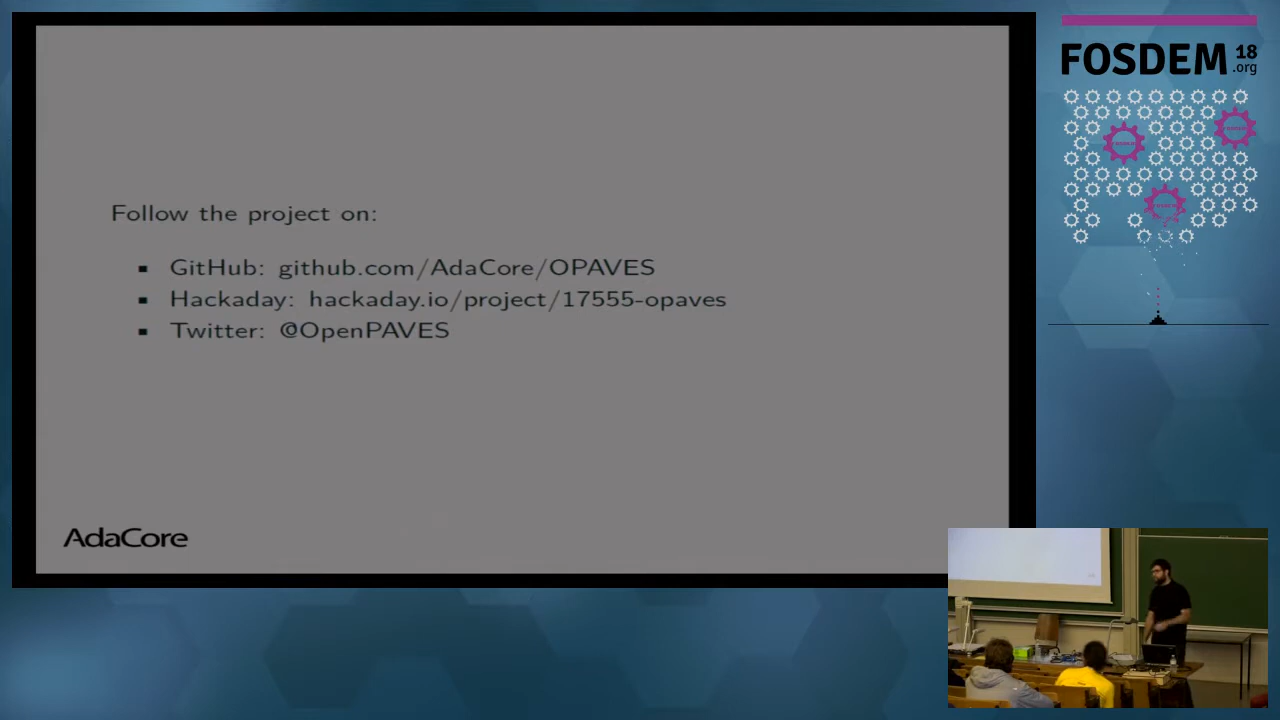 Follow the project on:
GitHub: github.com/AdaCore/OPAVES
Hackaday: hackaday.io/project/17555-opaves
Twitter: @OpenPAVES
AdaCore
FOSDEM 18
.org